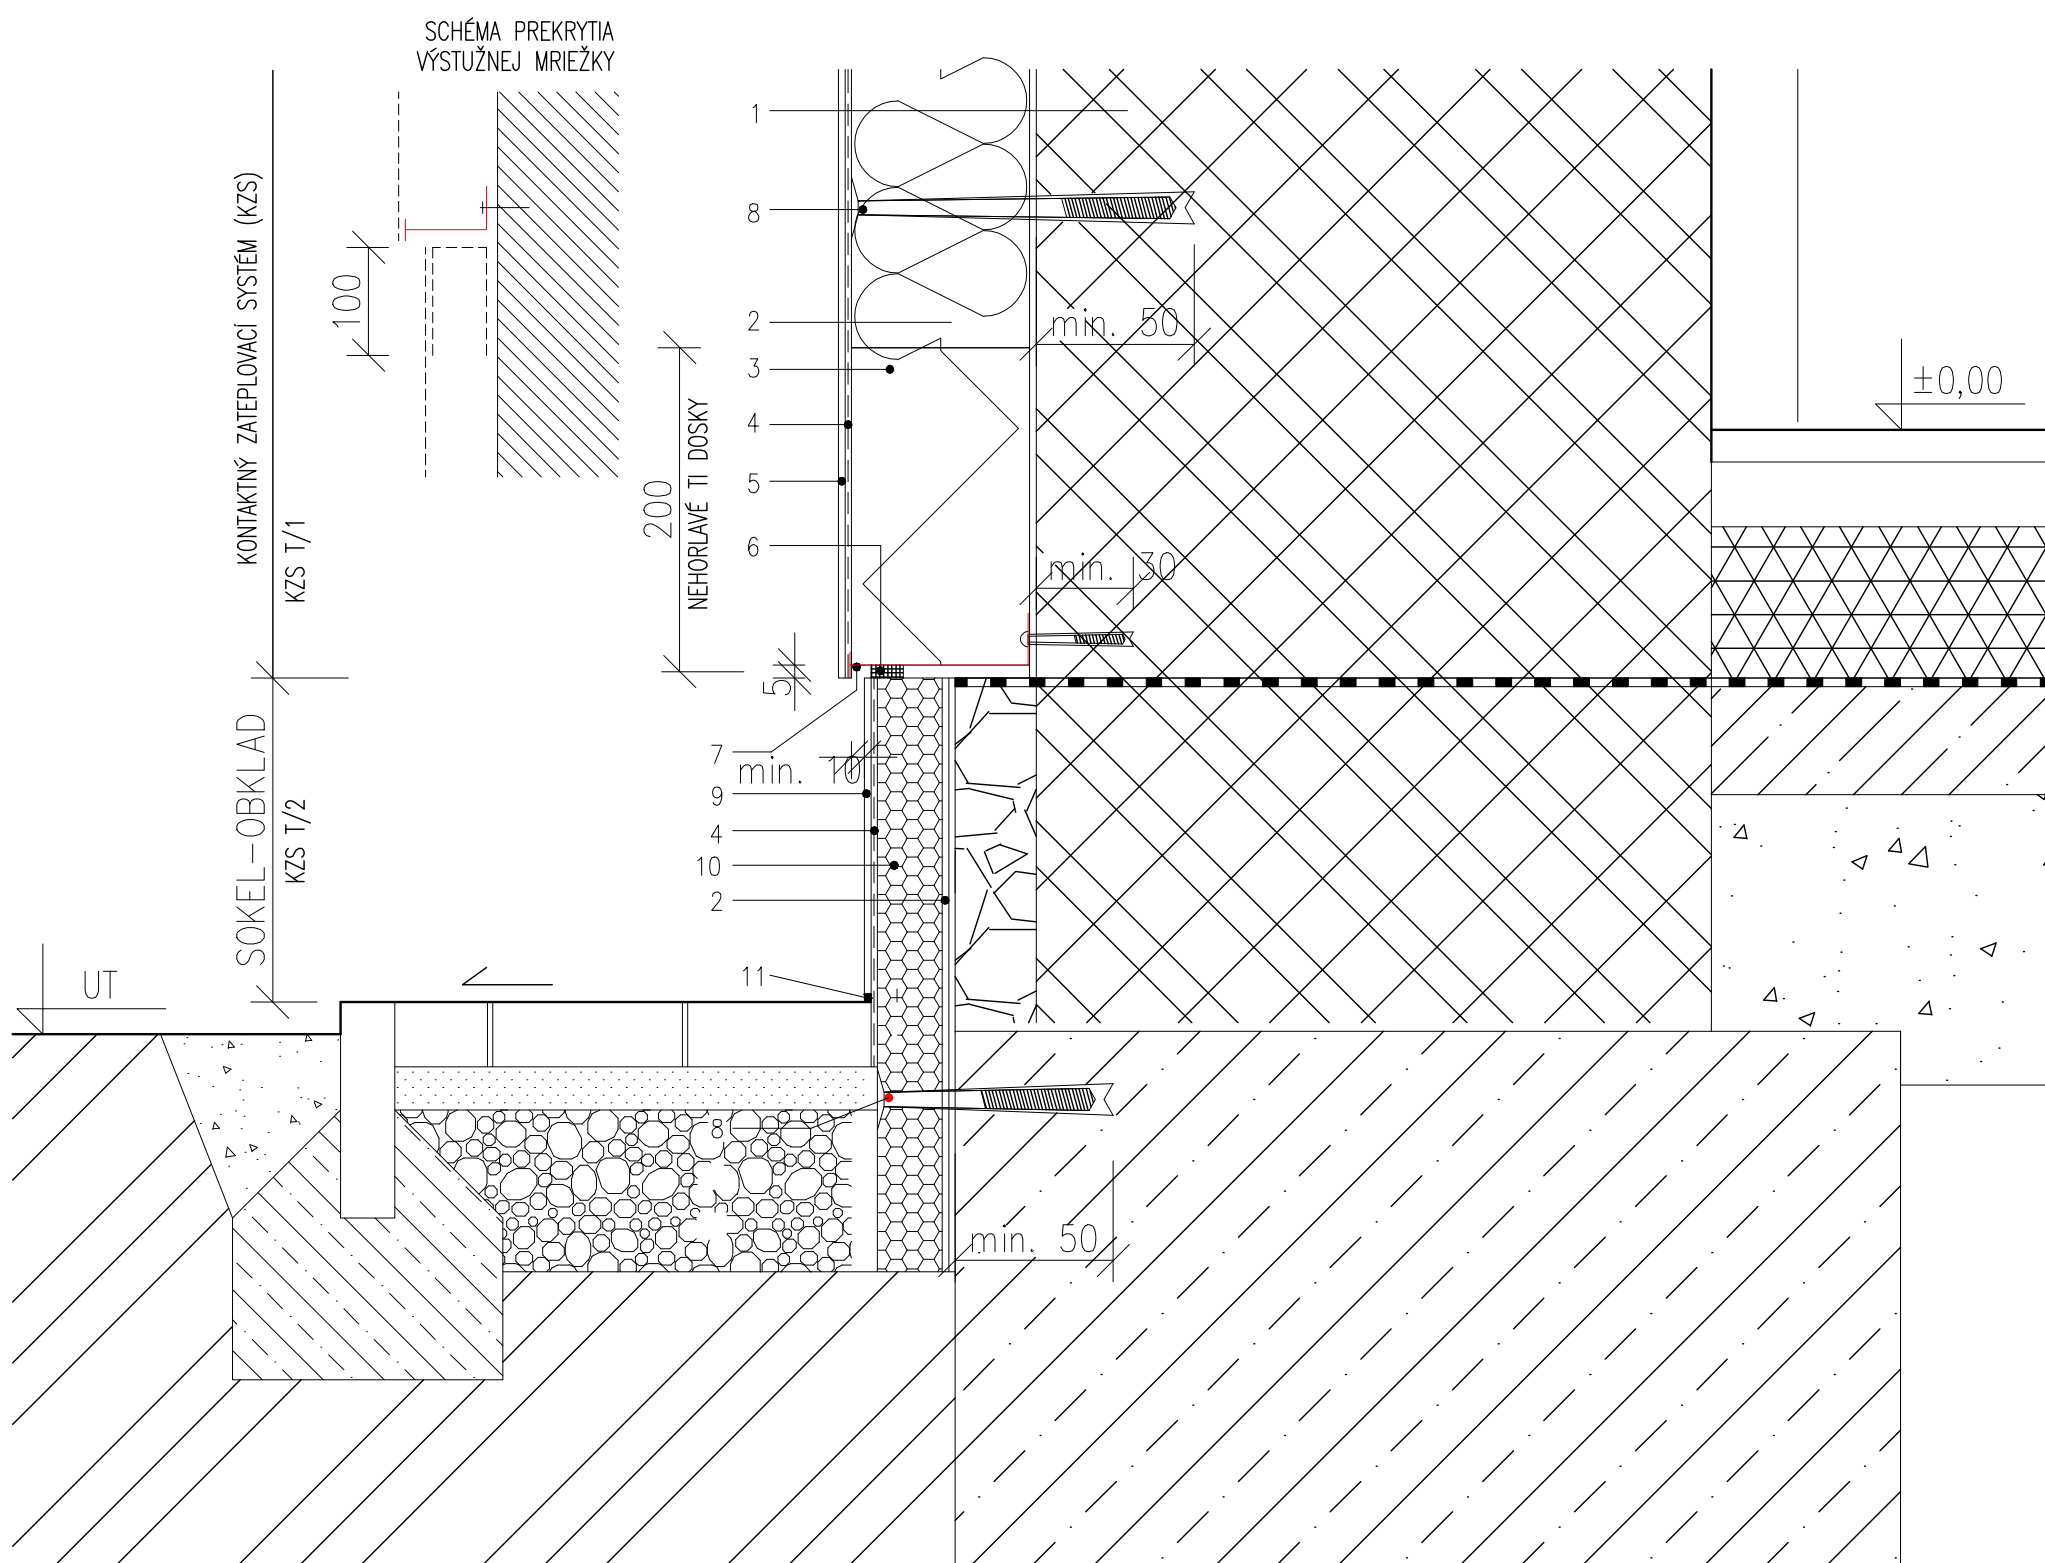 SCHÉMA PREKRYTIA
VÝSTUŽNEJ MRIEŽKY
KONTAKTNÝ ZATEPLOVACÍ SYSTÉM (KZS)
KZS T/1
100
1
8
2
min. 50
3
4
5
6
200
NEHORLAVÉ TI DOSKY
min. 30
±0,00
5
7
min. 10
9
4
10
2
11
SOKEL-OBKLAD
KZS T/2
UT
8
min. 50